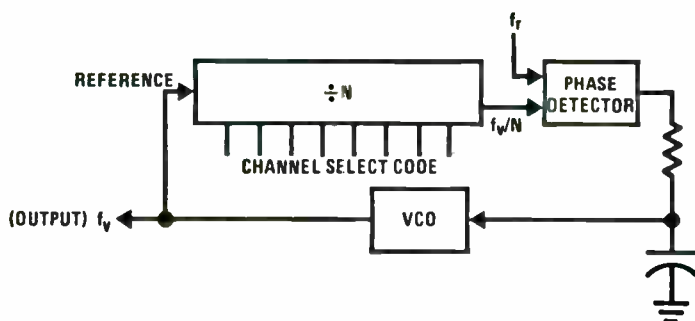 fr
REFERENCE
÷N
PHASE
DETECTOR
fv/N
CHANNEL SELECT CODE
(OUTPUT) fv
VCO